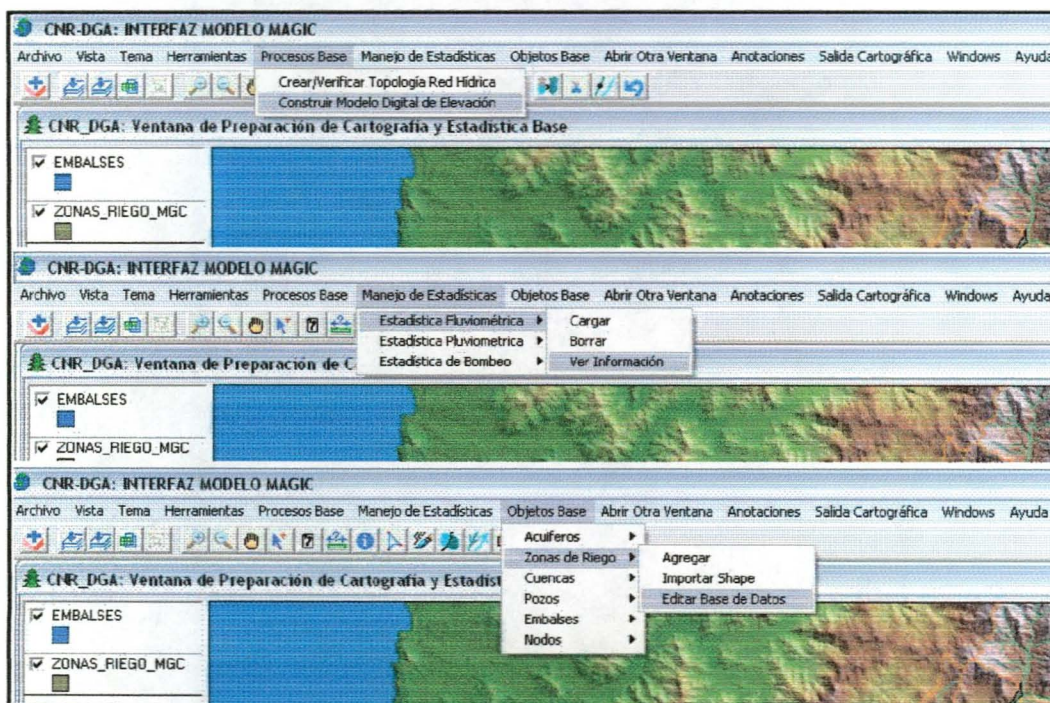 CNR-DGA: INTERFAZ MODELO MAGIC
Archivo Vista Tema Herramientas Procesos Base Manejo de Estadísticas Objetos Base Abrir Otra Ventana Anotaciones Salida Cartográfica Windows Ayuda
Crear/Verificar Topología Red Hídrica
Construir Modelo Digital de Elevación
CNR_DGA: Ventana de Preparación de Cartografía y Estadística Base
EMBALSES
ZONAS_RIEGO_MGC
CNR-DGA: INTERFAZ MODELO MAGIC
Archivo Vista Tema Herramientas Procesos Base Manejo de Estadísticas Objetos Base Abrir Otra Ventana Anotaciones Salida Cartográfica Windows Ayuda
Estadística Fluviométrica Cargar
Estadística Pluviometrica Borrar
Estadística de Bombeo Ver Información
CNR_DGA: Ventana de Preparación de C
EMBALSES
ZONAS_RIEGO_MGC
CNR-DGA: INTERFAZ MODELO MAGIC
Archivo Vista Tema Herramientas Procesos Base Manejo de Estadísticas Objetos Base Abrir Otra Ventana Anotaciones Salida Cartográfica Windows Ayuda
Acuíferos
Zonas de Riego Agregar
Cuencas Importar Shape
Pozos Editar Base de Datos
Embalses
Nodos
CNR_DGA: Ventana de Preparación de Cartografía y Estadíst
EMBALSES
ZONAS_RIEGO_MGC